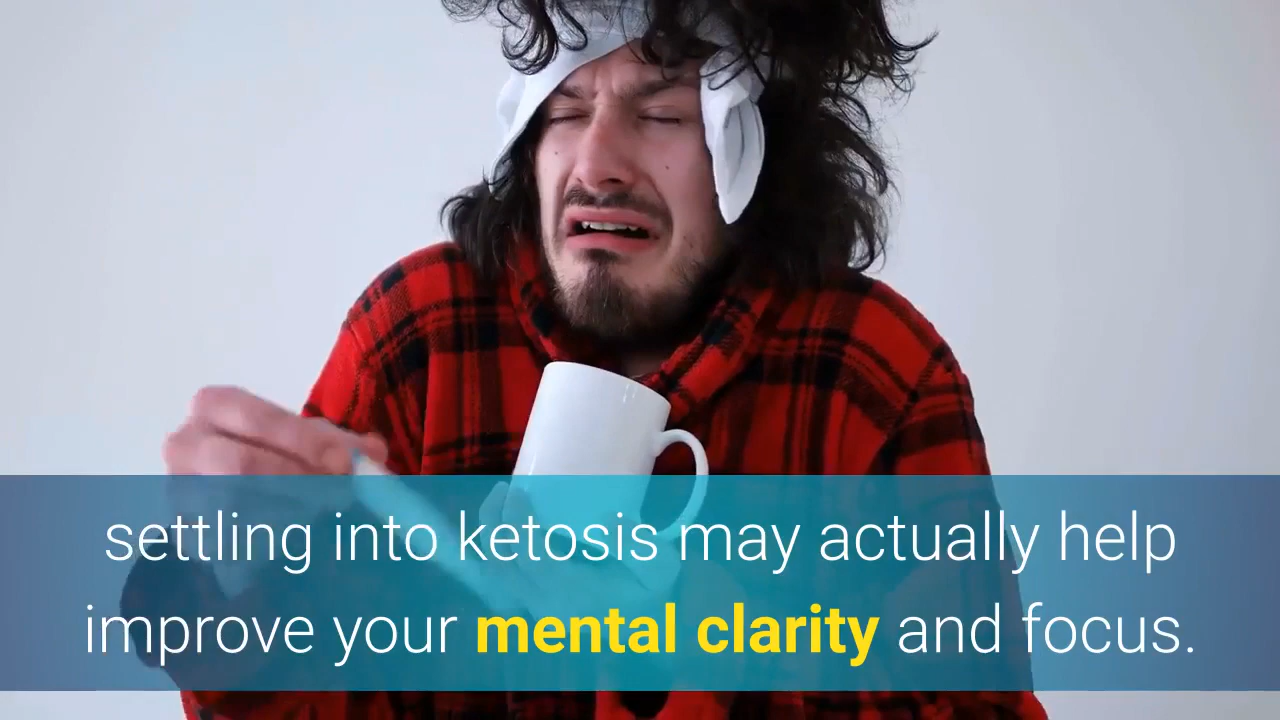 settling into ketosis may actually help
improve your mental clarity and focus.